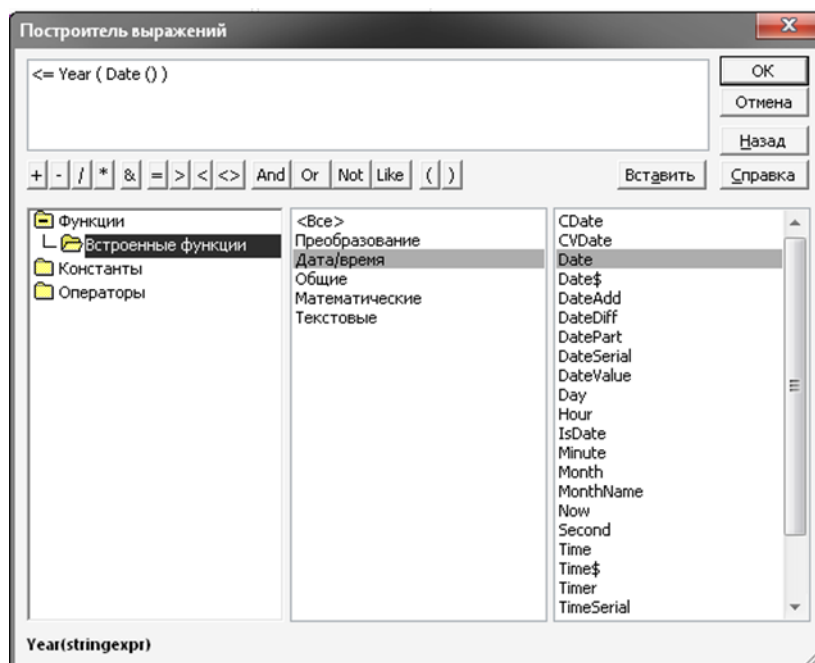 Построитель выражений
<= Year ( Date () )
OK
Отмена
Назад
+ - / * & = > < <> And Or Not Like ( ) Вставить Справка
Функции
Встроенные функции
Константы
Операторы
<Все>
Преобразование
Дата/время
Общие
Математические
Текстовые
CDate
CVDate
Date
Date$
DateAdd
DateDiff
DatePart
DateSerial
DateValue
Day
Hour
IsDate
Minute
Month
MonthName
Now
Second
Time
Time$
Timer
TimeSerial
Year(stringexpr)